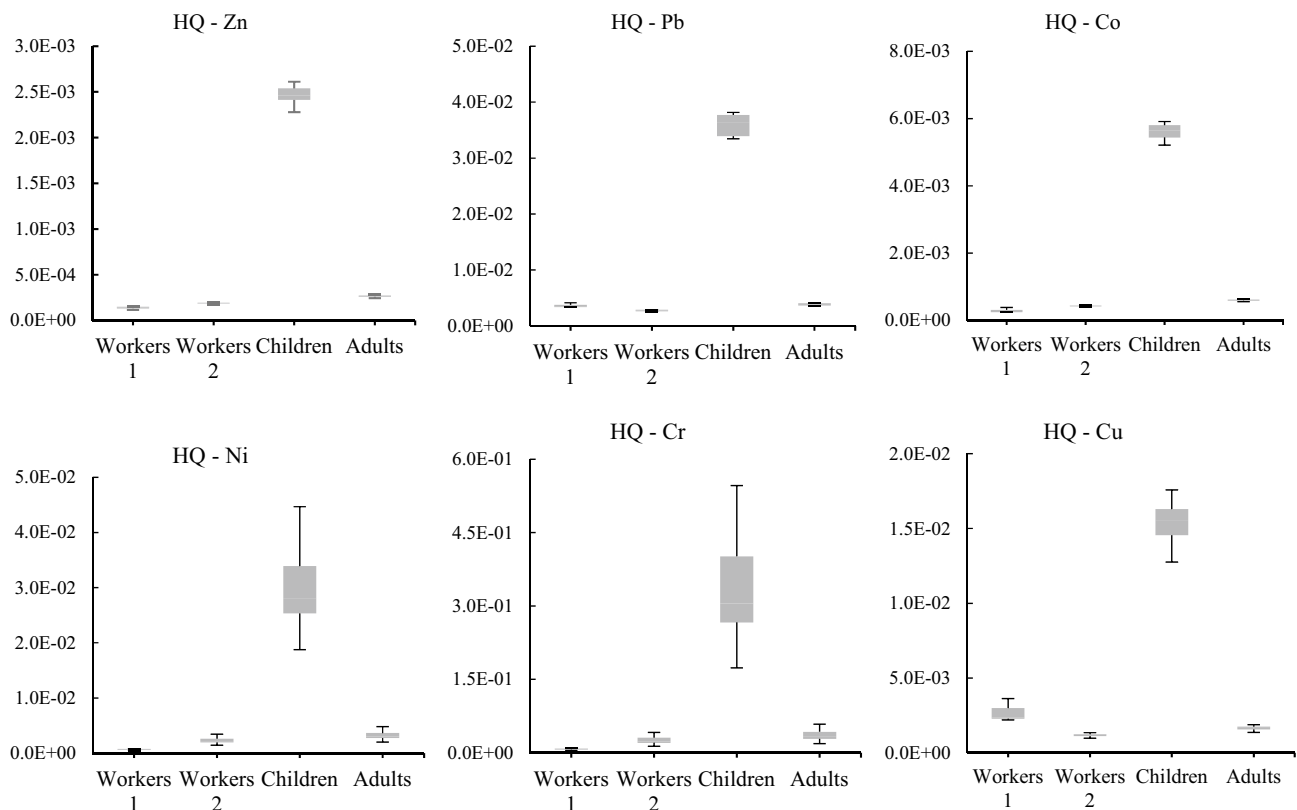 HQ - Zn
3.0E-03
2.5E-03
2.0E-03
1.5E-03
1.0E-03
5.0E-04
0.0E+00
Workers Workers Children Adults
1 2
HQ - Pb
5.0E-02
4.0E-02
3.0E-02
2.0E-02
1.0E-02
0.0E+00
Workers Workers Children Adults
1 2
HQ - Co
8.0E-03
6.0E-03
4.0E-03
2.0E-03
0.0E+00
Workers Workers Children Adults
1 2
HQ - Ni
5.0E-02
4.0E-02
3.0E-02
2.0E-02
1.0E-02
0.0E+00
Workers Workers Children Adults
1 2
HQ - Cr
6.0E-01
4.5E-01
3.0E-01
1.5E-01
0.0E+00
Workers Workers Children Adults
1 2
HQ - Cu
2.0E-02
1.5E-02
1.0E-02
5.0E-03
0.0E+00
Workers Workers Children Adults
1 2